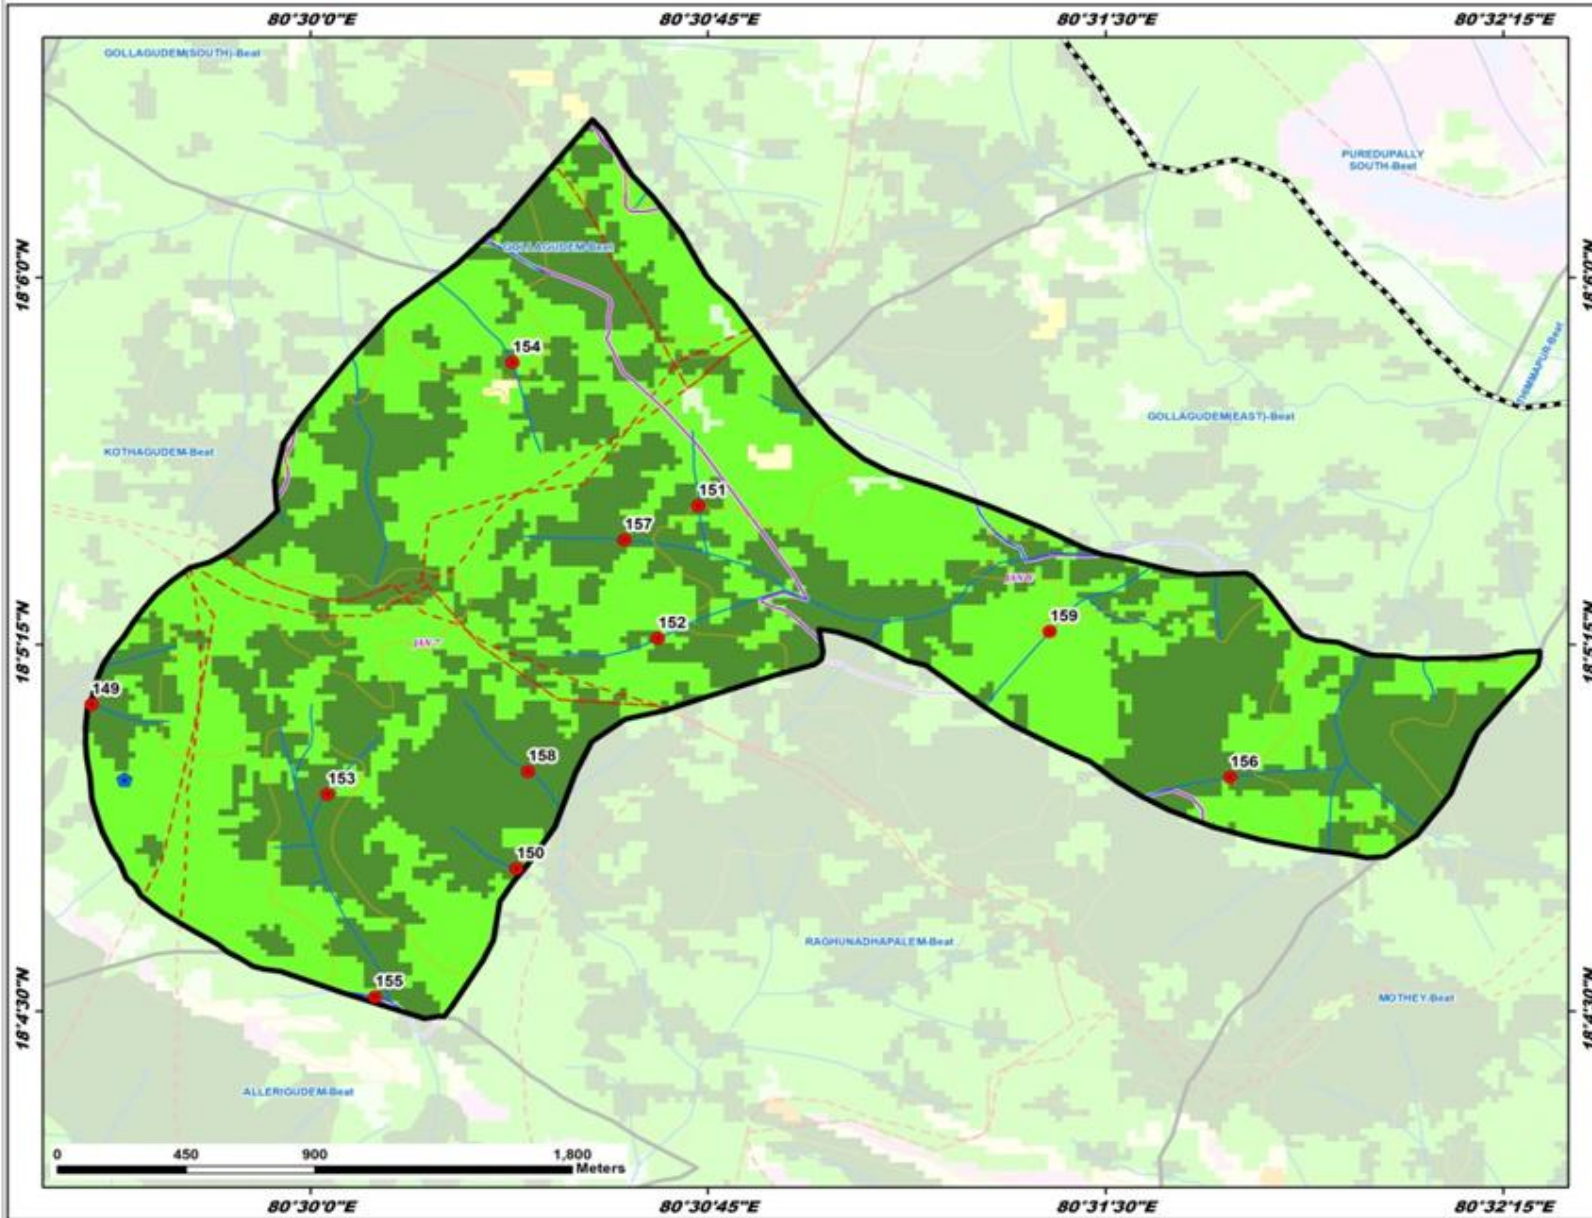 80°30'0"E 80°30'45"E 80°31'30"E 80°32'15"E
GOLLAGUDEM(SOUTH)-Beat
PUREDUPALLY
SOUTH-Beat
GOLLAGUDEM-Beat
18°6'0"N 18°6'0"N
154
THIMMAPUR-Beat
GOLLAGUDEM(EAST)-Beat
KOTHAGUDEM-Beat
151
157
159
152
18°5'15"N 18°5'15"N
149
158
156
153
150
RAGHUNADHAPALEM-Beat
155
MOTHEY-Beat
18°4'30"N 18°4'30"N
ALLERIGUDEM-Beat
0 450 900 1,800
Meters
80°30'0"E 80°30'45"E 80°31'30"E 80°32'15"E